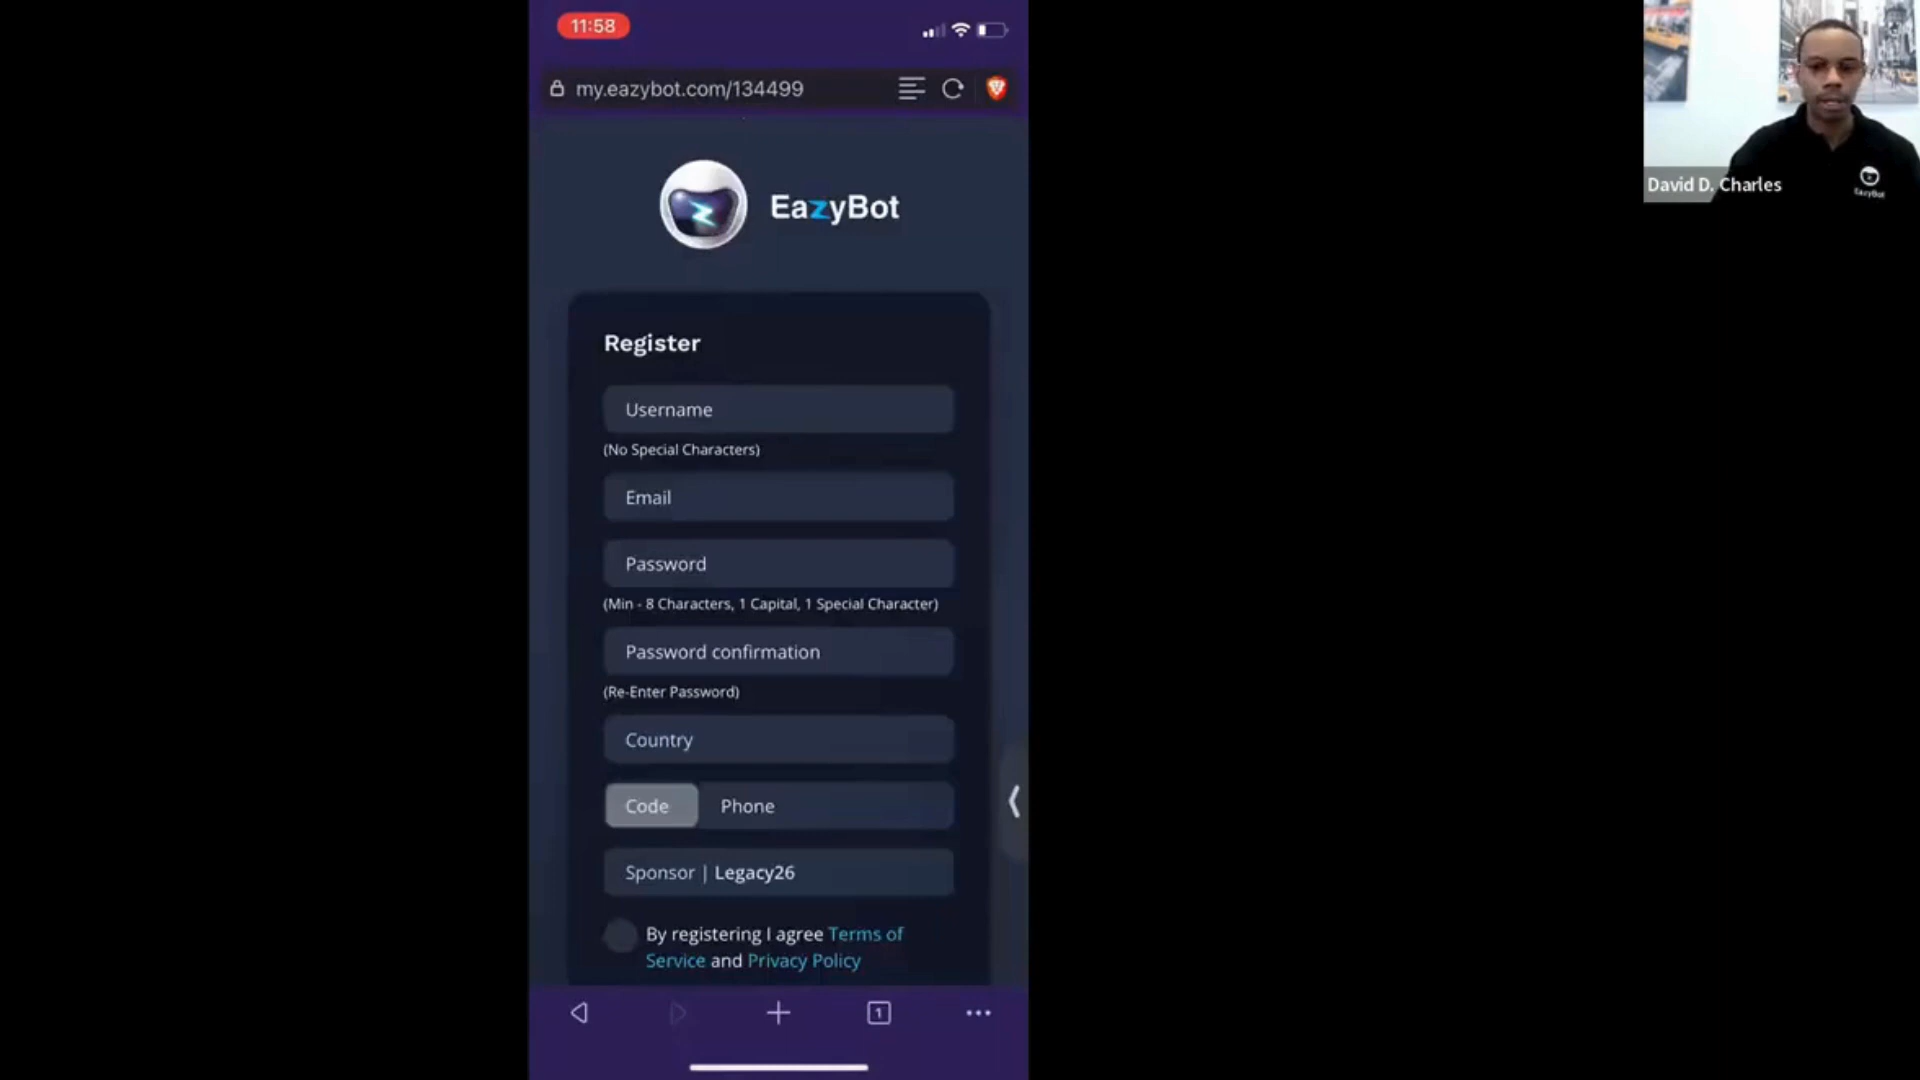 11:58
my.eazybot.com/134499
EazyBot
Register
Username
(No Special Characters)
Email
Password
(Min - 8 Characters, 1 Capital, 1 Special Character)
Password confirmation
(Re-Enter Password)
Country
Code Phone
Sponsor | Legacy26
By registering I agree Terms of
Service and Privacy Policy
1
David D. Charles
EazyBot